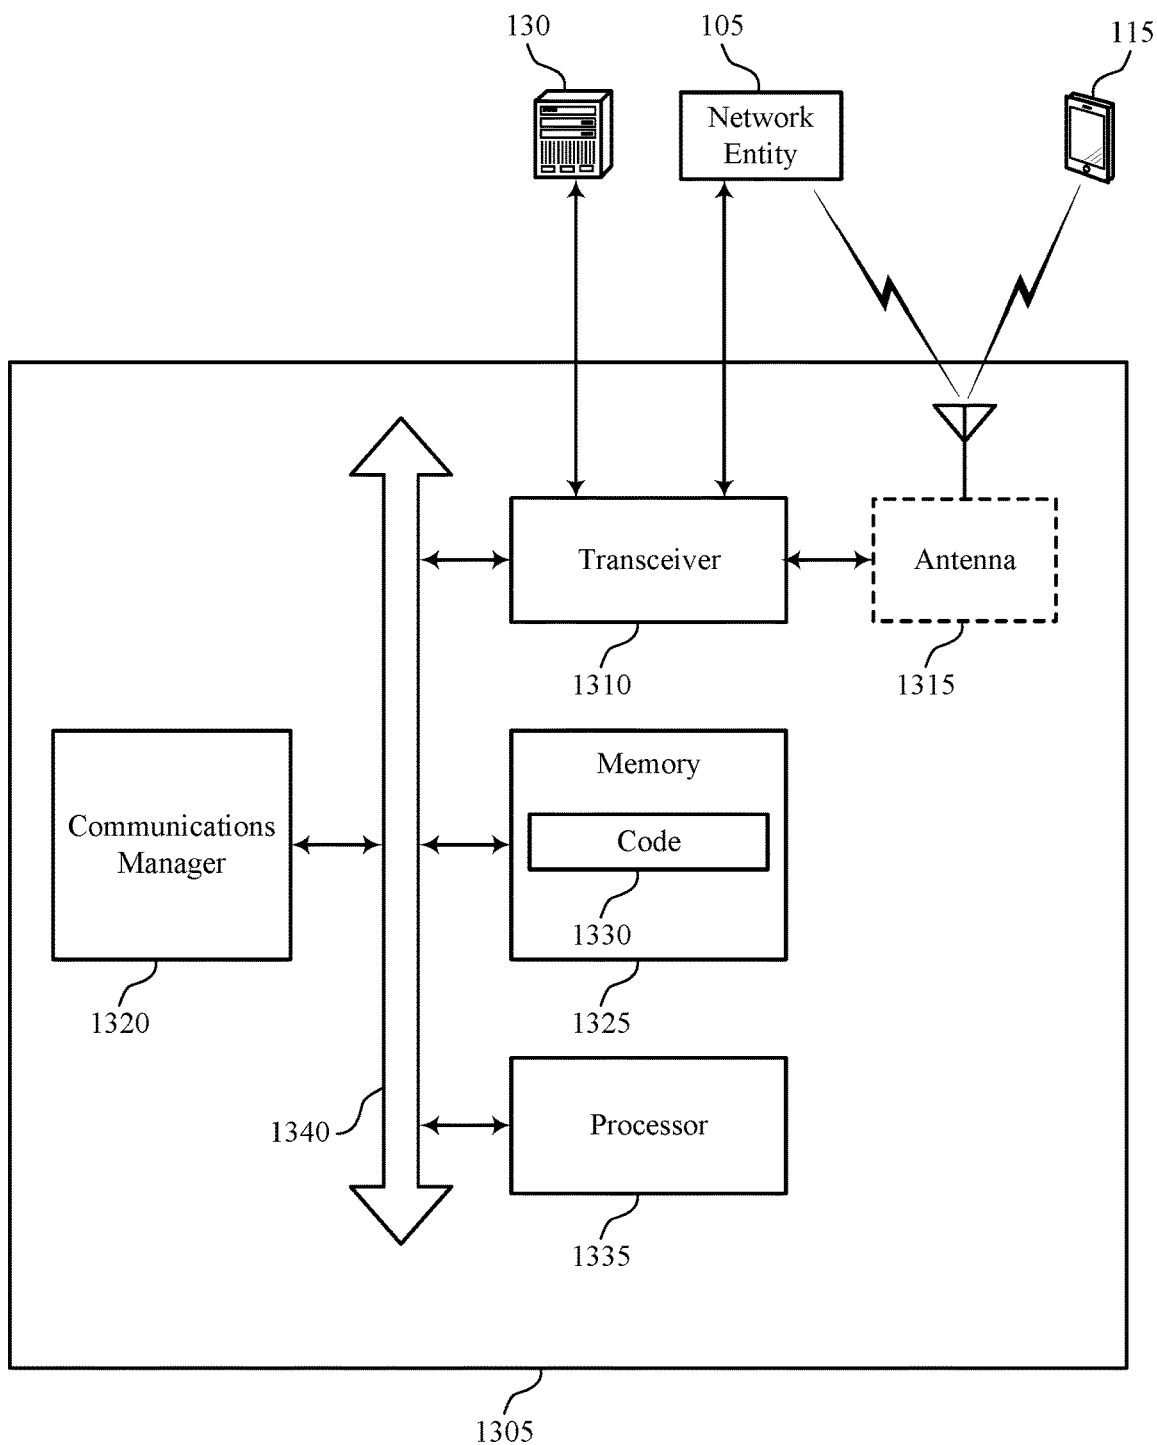 130
105
115
Network
Entity
Transceiver
Antenna
1310
1315
Communications
Manager
Memory
Code
1330
1320
1325
1340
Processor
1335
1305